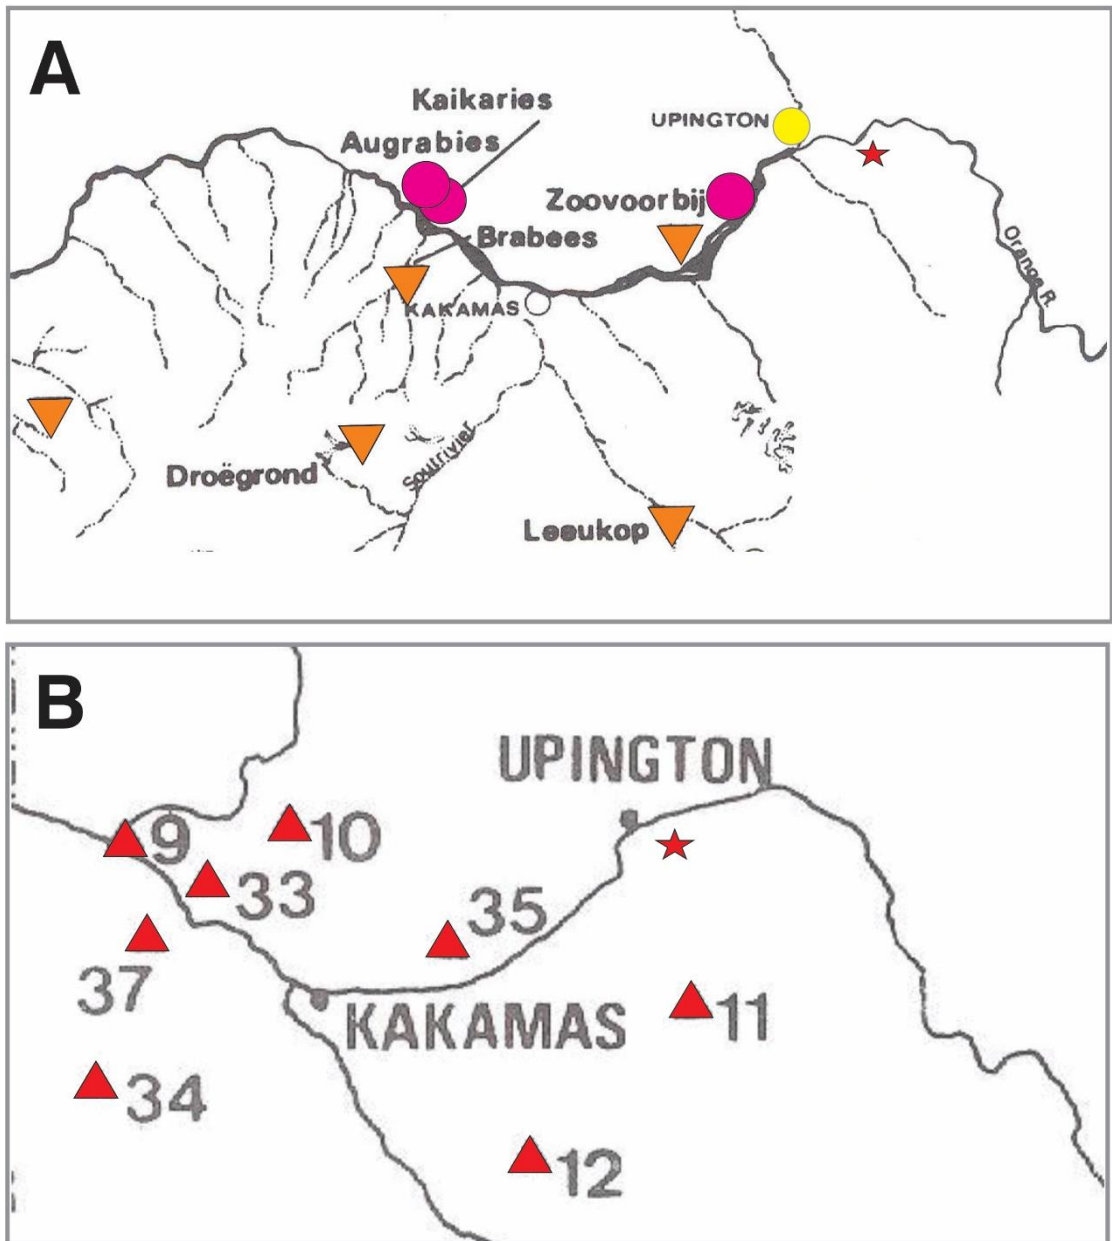 A
Kaikaries
Augrabies
UPINGTON
Zoovoorbij
Brabees
KAKAMAS
Orange R.
Droëgrond
Soutrivier
Leeukop
B
UPINGTON
9
10
33
35
37
KAKAMAS
11
34
12